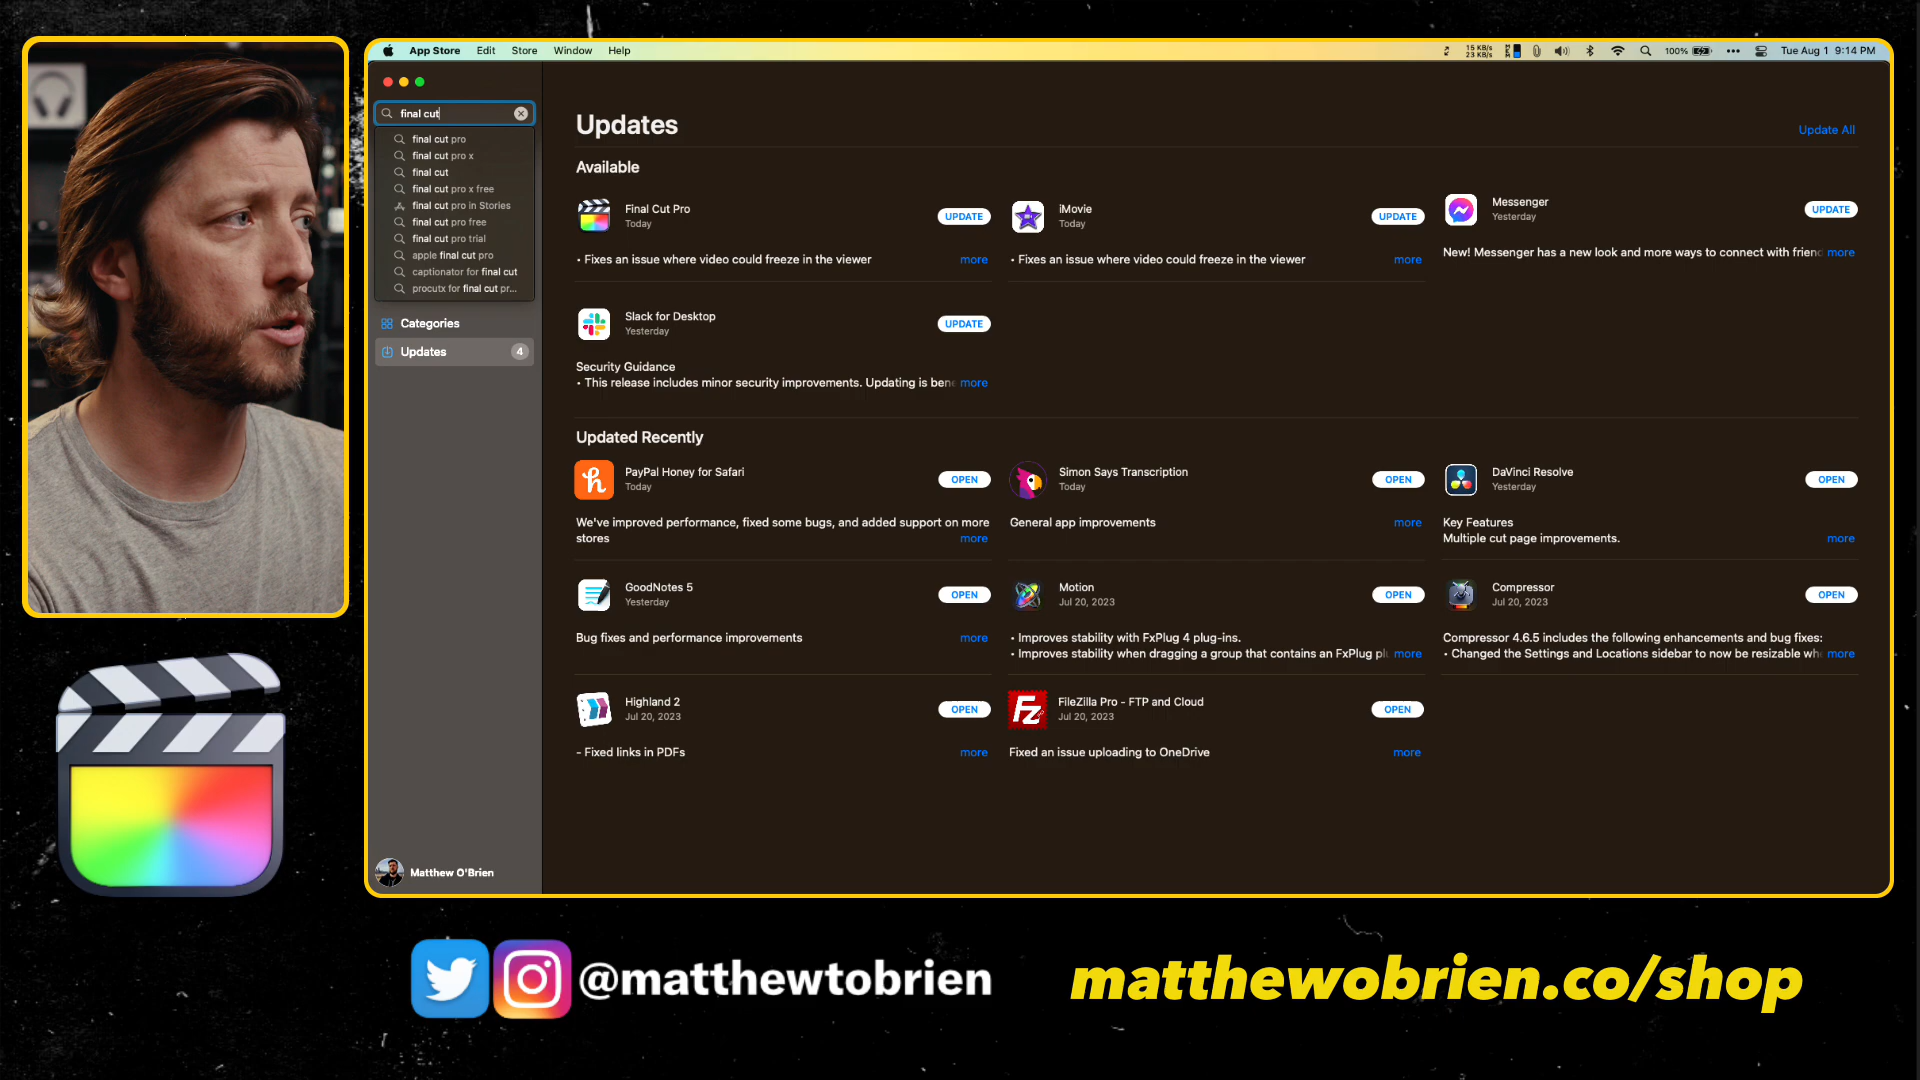 App Store Edit Store Window Help
15 KB/s
23 KB/s
100%
Tue Aug 1 9:14 PM
final cut
final cut pro
final cut pro x
final cut
final cut pro x free
final cut pro in Stories
final cut pro free
final cut pro trial
apple final cut pro
captionator for final cut
procutx for final cut pr...
Categories
Updates 4
Matthew O'Brien
Updates
Update All
Available
Final Cut Pro
Today
UPDATE
• Fixes an issue where video could freeze in the viewer more
iMovie
Today
UPDATE
• Fixes an issue where video could freeze in the viewer more
Messenger
Yesterday
UPDATE
New! Messenger has a new look and more ways to connect with frien more
Slack for Desktop
Yesterday
UPDATE
Security Guidance
• This release includes minor security improvements. Updating is bene more
Updated Recently
PayPal Honey for Safari
Today
OPEN
We've improved performance, fixed some bugs, and added support on more
stores more
Simon Says Transcription
Today
OPEN
General app improvements more
DaVinci Resolve
Yesterday
OPEN
Key Features
Multiple cut page improvements. more
GoodNotes 5
Yesterday
OPEN
Bug fixes and performance improvements more
Motion
Jul 20, 2023
OPEN
• Improves stability with FxPlug 4 plug-ins.
• Improves stability when dragging a group that contains an FxPlug pl more
Compressor
Jul 20, 2023
OPEN
Compressor 4.6.5 includes the following enhancements and bug fixes:
• Changed the Settings and Locations sidebar to now be resizable wh more
Highland 2
Jul 20, 2023
OPEN
- Fixed links in PDFs more
FileZilla Pro - FTP and Cloud
Jul 20, 2023
OPEN
Fixed an issue uploading to OneDrive more
@matthewtobrien
matthewobrien.co/shop